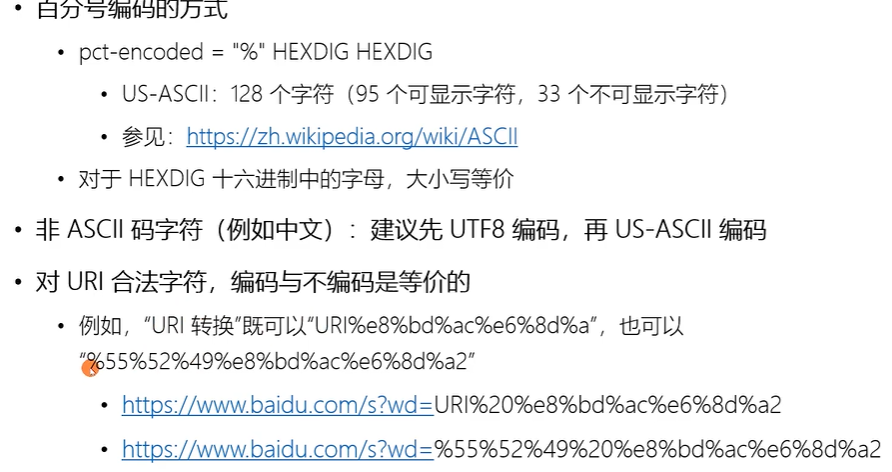 • 百分号编码的方式
• pct-encoded = "%" HEXDIG HEXDIG
• US-ASCII：128 个字符（95 个可显示字符，33 个不可显示字符）
• 参见：https://zh.wikipedia.org/wiki/ASCII
• 对于 HEXDIG 十六进制中的字母，大小写等价
• 非 ASCII 码字符（例如中文）：建议先 UTF8 编码，再 US-ASCII 编码
• 对 URI 合法字符，编码与不编码是等价的
• 例如，“URI 转换”既可以“URI%e8%bd%ac%e6%8d%a”，也可以
“%55%52%49%e8%bd%ac%e6%8d%a2”
• https://www.baidu.com/s?wd=URI%20%e8%bd%ac%e6%8d%a2
• https://www.baidu.com/s?wd=%55%52%49%20%e8%bd%ac%e6%8d%a2